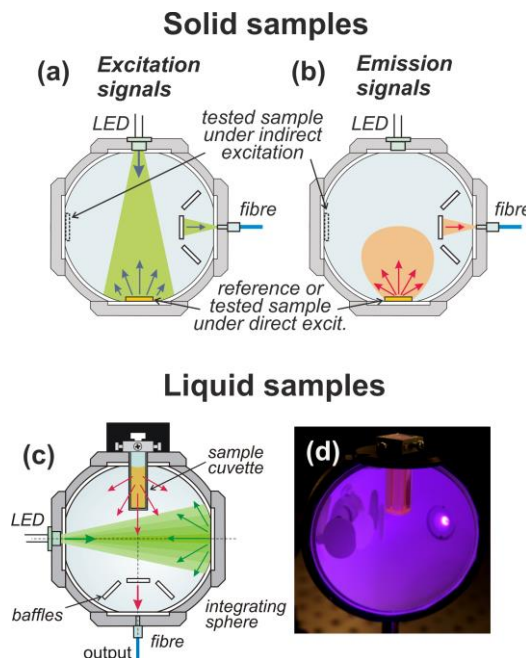 Solid samples
(a)
Excitation
signals
(b)
Emission
signals
LED
tested sample
under indirect
excitation
LED
fibre
fibre
reference or
tested sample
under direct excit.
Liquid samples
(c)
sample
cuvette
(d)
LED
baffles
integrating
sphere
fibre
output